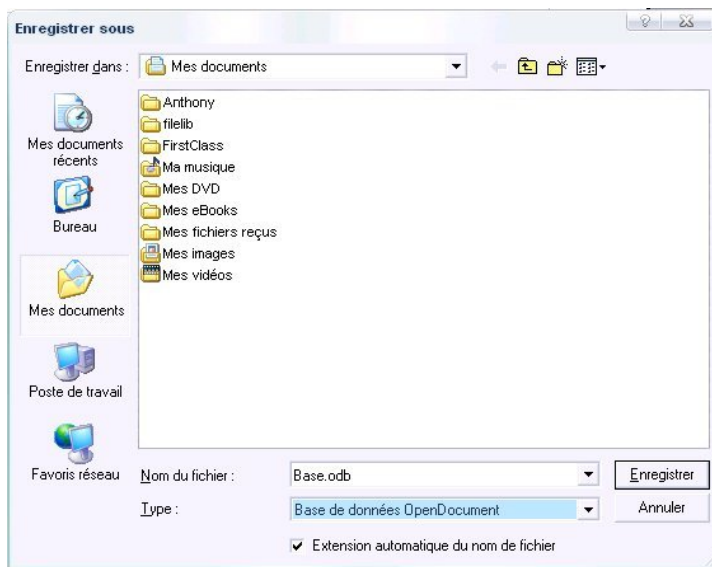 Enregistrer sous
Enregistrer dans :
Mes documents
Anthony
filelib
FirstClass
Ma musique
Mes DVD
Mes eBooks
Mes fichiers reçus
Mes images
Mes vidéos
Mes documents
récents
Bureau
Mes documents
Poste de travail
Favoris réseau
Nom du fichier :
Base.odb
Enregistrer
Type :
Base de données OpenDocument
Annuler
Extension automatique du nom de fichier